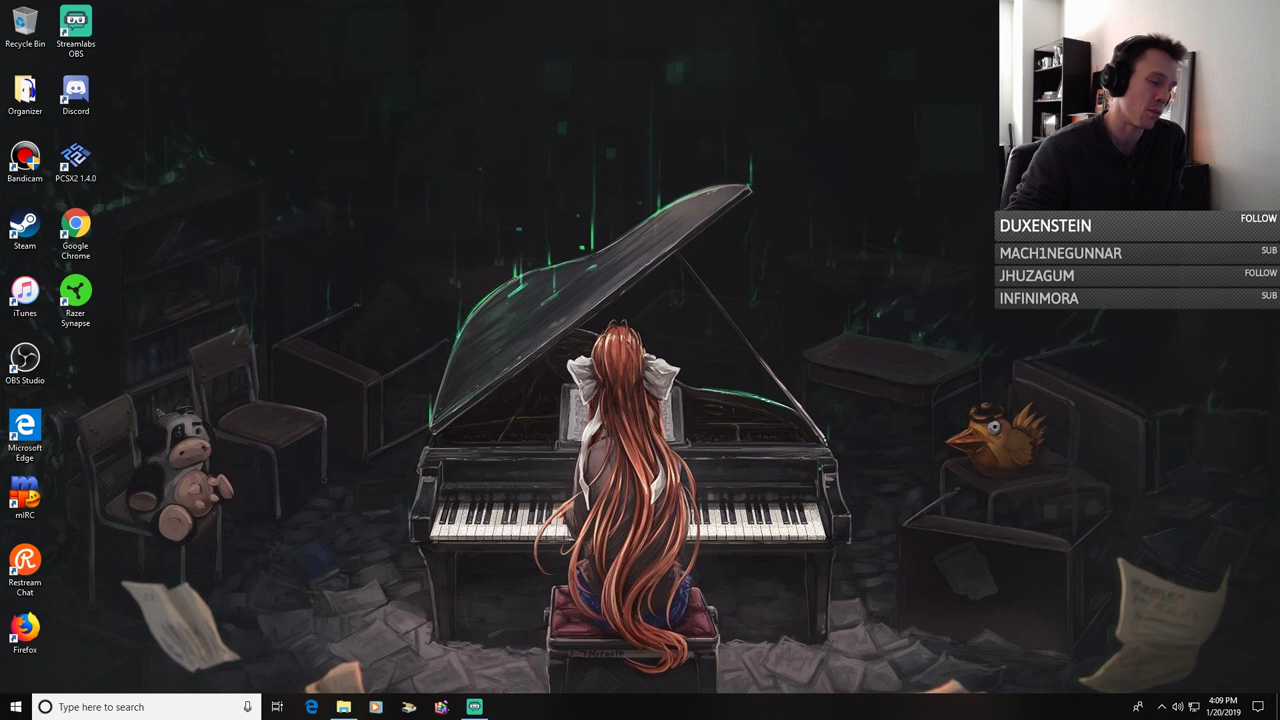 Recycle Bin
Streamlabs
OBS
Organizer
Discord
Bandicam
PCSX2 1.4.0
Steam
Google
Chrome
iTunes
Razer
Synapse
OBS Studio
Microsoft
Edge
mIRC
Restream
Chat
Firefox
DUXENSTEIN FOLLOW
MACH1NEGUNNAR SUB
JHUZAGUM FOLLOW
INFINIMORA SUB
Type here to search
4:09 PM
1/20/2019